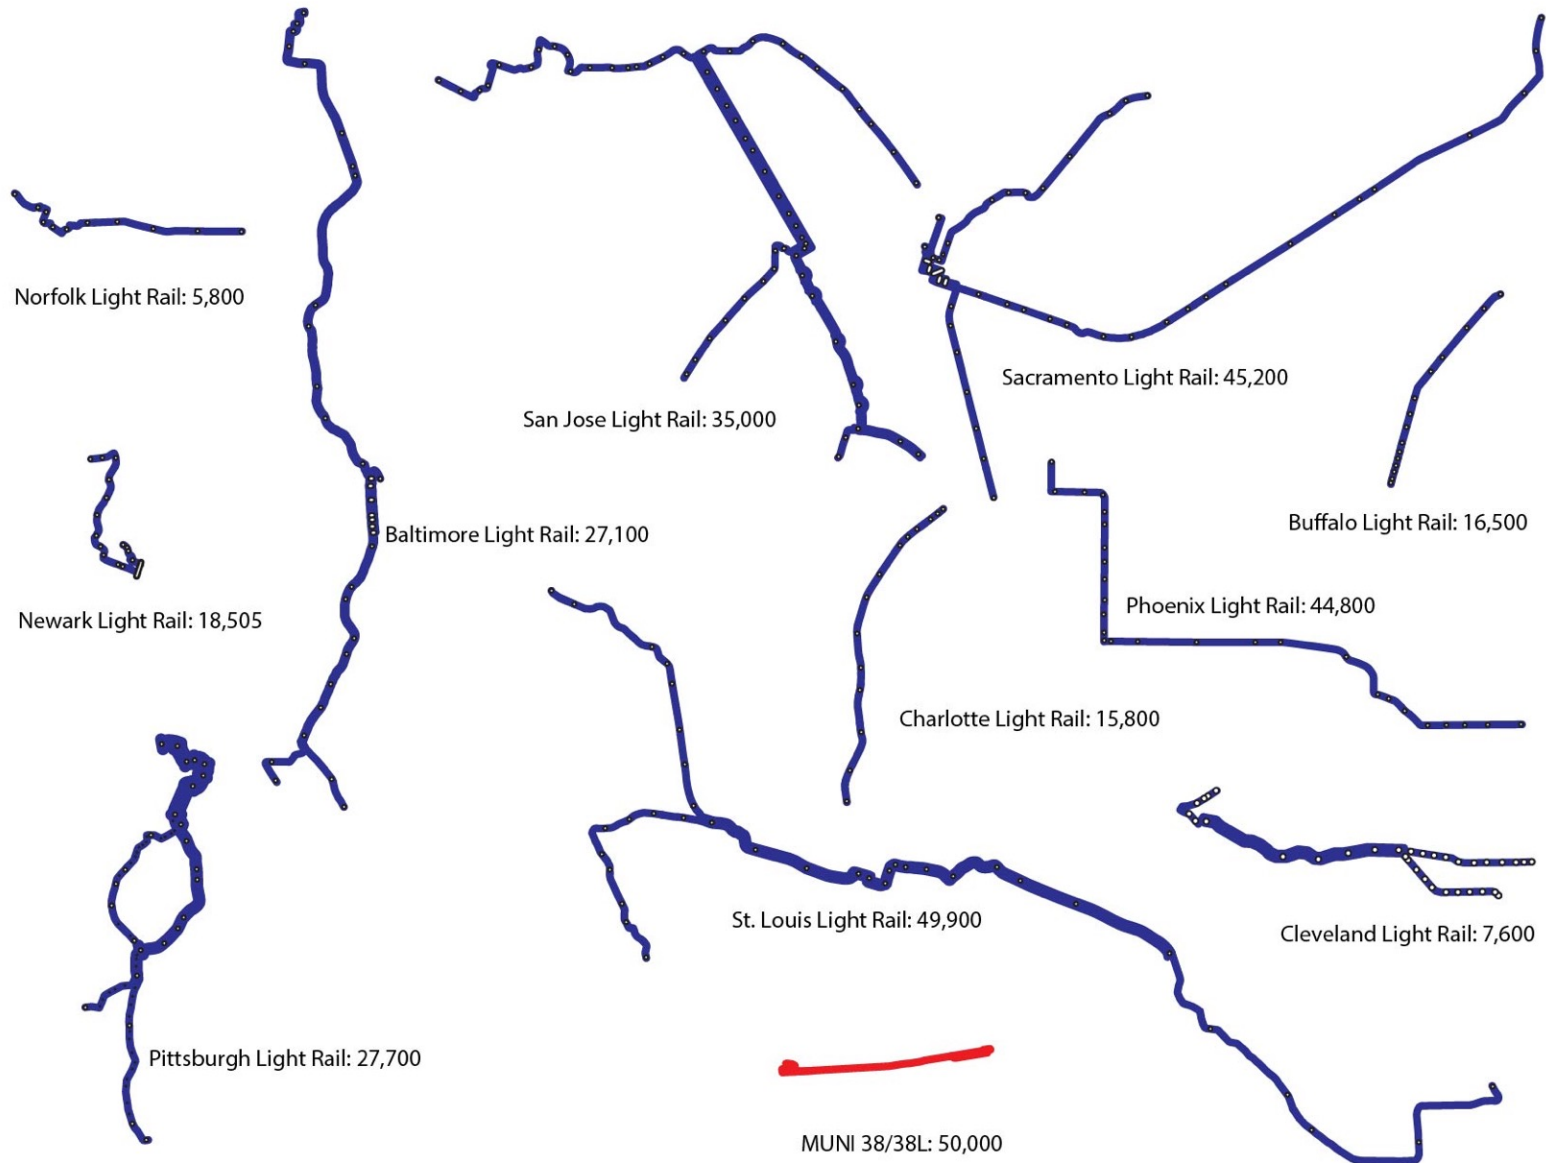 Norfolk Light Rail: 5,800
Sacramento Light Rail: 45,200
San Jose Light Rail: 35,000
Buffalo Light Rail: 16,500
Baltimore Light Rail: 27,100
Phoenix Light Rail: 44,800
Newark Light Rail: 18,505
Charlotte Light Rail: 15,800
St. Louis Light Rail: 49,900
Cleveland Light Rail: 7,600
Pittsburgh Light Rail: 27,700
MUNI 38/38L: 50,000